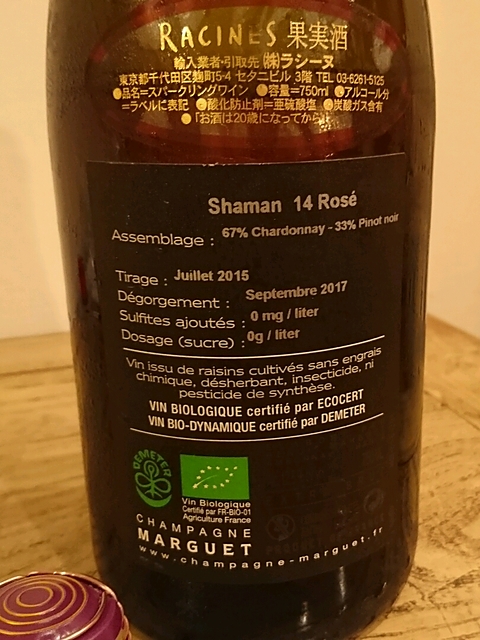 RACINES 果実酒
輸入業者・引取先 ㈱ラシーヌ
東京都千代田区麹町5-4 セタニビル 3階 TEL 03-6261-5125
●品名=スパークリングワイン ●容量=750ml ●アルコール分
=ラベルに表記 ●酸化防止剤=亜硫酸塩 ●炭酸ガス含有
●「お酒は20歳になってから」
Shaman 14 Rosé
Assemblage : 67% Chardonnay - 33% Pinot noir
Tirage : Juillet 2015
Dégorgement : Septembre 2017
Sulfites ajoutés : 0 mg / liter
Dosage (sucre) : 0g / liter
Vin issu de raisins cultivés sans engrais
chimique, désherbant, insecticide, ni
pesticide de synthèse.
VIN BIOLOGIQUE certifié par ECOCERT
VIN BIO-DYNAMIQUE certifié par DEMETER
DEMETER
Vin Biologique
Certifié par FR-BIO-01
Agriculture France
CHAMPAGNE
MARGUET
www.champagne-marguet.fr